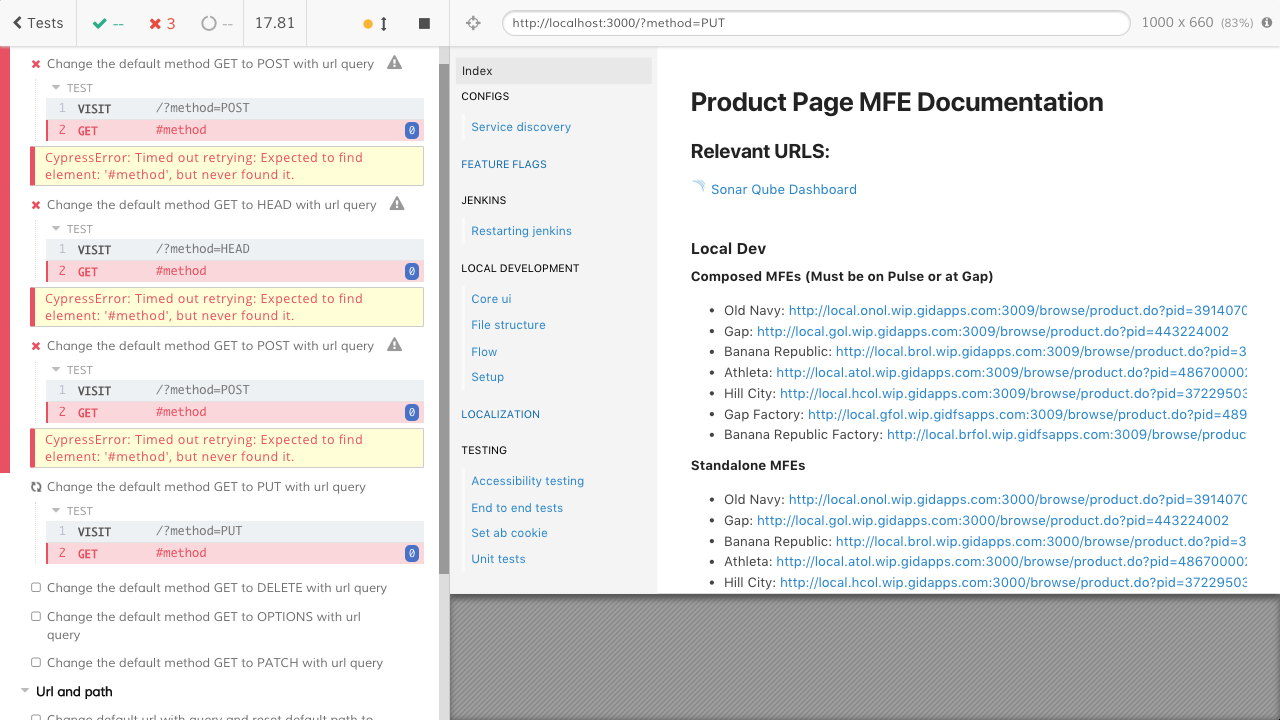 Tests
--
3
--
17.81
http://localhost:3000/?method=PUT
1000 x 660 (83%)
Change the default method GET to POST with url query
TEST
1 VISIT /?method=POST
2 GET #method 0
CypressError: Timed out retrying: Expected to find
element: '#method', but never found it.
Change the default method GET to HEAD with url query
TEST
1 VISIT /?method=HEAD
2 GET #method 0
CypressError: Timed out retrying: Expected to find
element: '#method', but never found it.
Change the default method GET to POST with url query
TEST
1 VISIT /?method=POST
2 GET #method 0
CypressError: Timed out retrying: Expected to find
element: '#method', but never found it.
Change the default method GET to PUT with url query
TEST
1 VISIT /?method=PUT
2 GET #method 0
Change the default method GET to DELETE with url query
Change the default method GET to OPTIONS with url
query
Change the default method GET to PATCH with url query
Url and path
Change default url with query and reset default path to
Index
CONFIGS
Service discovery
FEATURE FLAGS
JENKINS
Restarting jenkins
LOCAL DEVELOPMENT
Core ui
File structure
Flow
Setup
LOCALIZATION
TESTING
Accessibility testing
End to end tests
Set ab cookie
Unit tests
Product Page MFE Documentation
Relevant URLS:
Sonar Qube Dashboard
Local Dev
Composed MFEs (Must be on Pulse or at Gap)
• Old Navy: http://local.onol.wip.gidapps.com:3009/browse/product.do?pid=3914070
• Gap: http://local.gol.wip.gidapps.com:3009/browse/product.do?pid=443224002
• Banana Republic: http://local.brol.wip.gidapps.com:3009/browse/product.do?pid=3
• Athleta: http://local.atol.wip.gidapps.com:3009/browse/product.do?pid=486700002
• Hill City: http://local.hcol.wip.gidapps.com:3009/browse/product.do?pid=37229503
• Gap Factory: http://local.gfol.wip.gidfsapps.com:3009/browse/product.do?pid=489
• Banana Republic Factory: http://local.brfol.wip.gidfsapps.com:3009/browse/produc
Standalone MFEs
• Old Navy: http://local.onol.wip.gidapps.com:3000/browse/product.do?pid=3914070
• Gap: http://local.gol.wip.gidapps.com:3000/browse/product.do?pid=443224002
• Banana Republic: http://local.brol.wip.gidapps.com:3000/browse/product.do?pid=3
• Athleta: http://local.atol.wip.gidapps.com:3000/browse/product.do?pid=486700002
• Hill City: http://local.hcol.wip.gidapps.com:3000/browse/product.do?pid=37229503